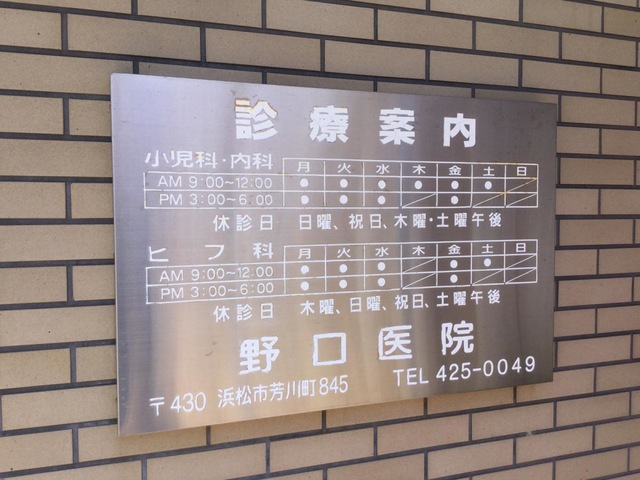 診療案内
小児科・内科 月 火 水 木 金 土 日
AM 9:00~12:00 ● ● ● ● ● ● ／
PM 3:00~6:00 ● ● ● ／ ● ／ ／
休診日 日曜、祝日、木曜・土曜午後
ヒフ科 月 火 水 木 金 土 日
AM 9:00~12:00 ● ● ● ／ ● ● ／
PM 3:00~6:00 ● ● ● ／ ● ／ ／
休診日 木曜、日曜、祝日、土曜午後
野口医院
〒430 浜松市芳川町845 TEL 425-0049